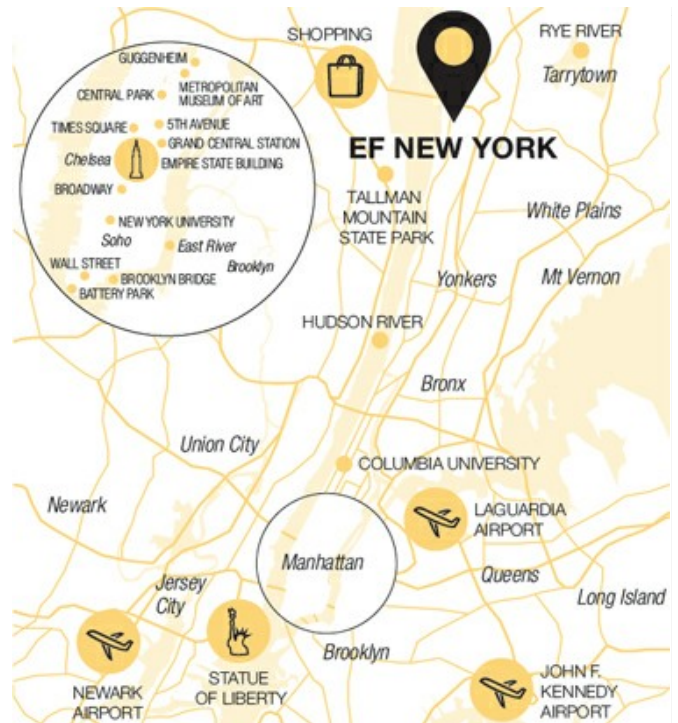 SHOPPING
RYE RIVER
Tarrytown
EF NEW YORK
GUGGENHEIM
METROPOLITAN
MUSEUM OF ART
CENTRAL PARK
TIMES SQUARE
5TH AVENUE
GRAND CENTRAL STATION
Chelsea
EMPIRE STATE BUILDING
BROADWAY
NEW YORK UNIVERSITY
Soho
East River
WALL STREET
Brooklyn
BROOKLYN BRIDGE
BATTERY PARK
TALLMAN
MOUNTAIN
STATE PARK
White Plains
Yonkers
Mt Vernon
HUDSON RIVER
Bronx
Union City
COLUMBIA UNIVERSITY
Newark
LAGUARDIA
AIRPORT
Manhattan
Queens
Jersey
City
Long Island
Brooklyn
STATUE
OF LIBERTY
NEWARK
AIRPORT
JOHN F.
KENNEDY
AIRPORT